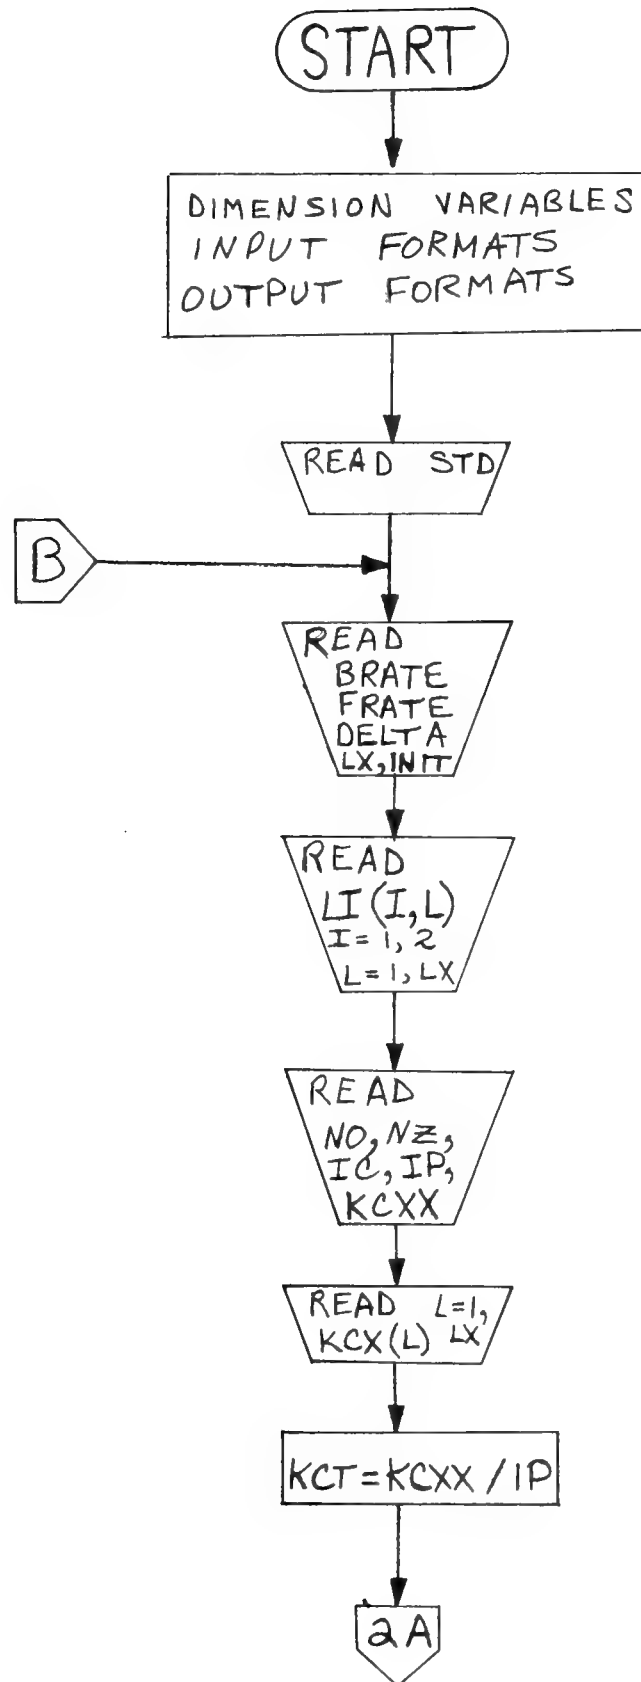 START
DIMENSION VARIABLES
INPUT FORMATS
OUTPUT FORMATS
READ STD
B
READ
BRATE
FRATE
DELTA
LX, INIT
READ
LI(I,L)
I=1,2
L=1, LX
READ
NO, NZ,
IC, IP,
KCXX
READ L=1,
KCX(L) LX
KCT=KCXX/IP
2A